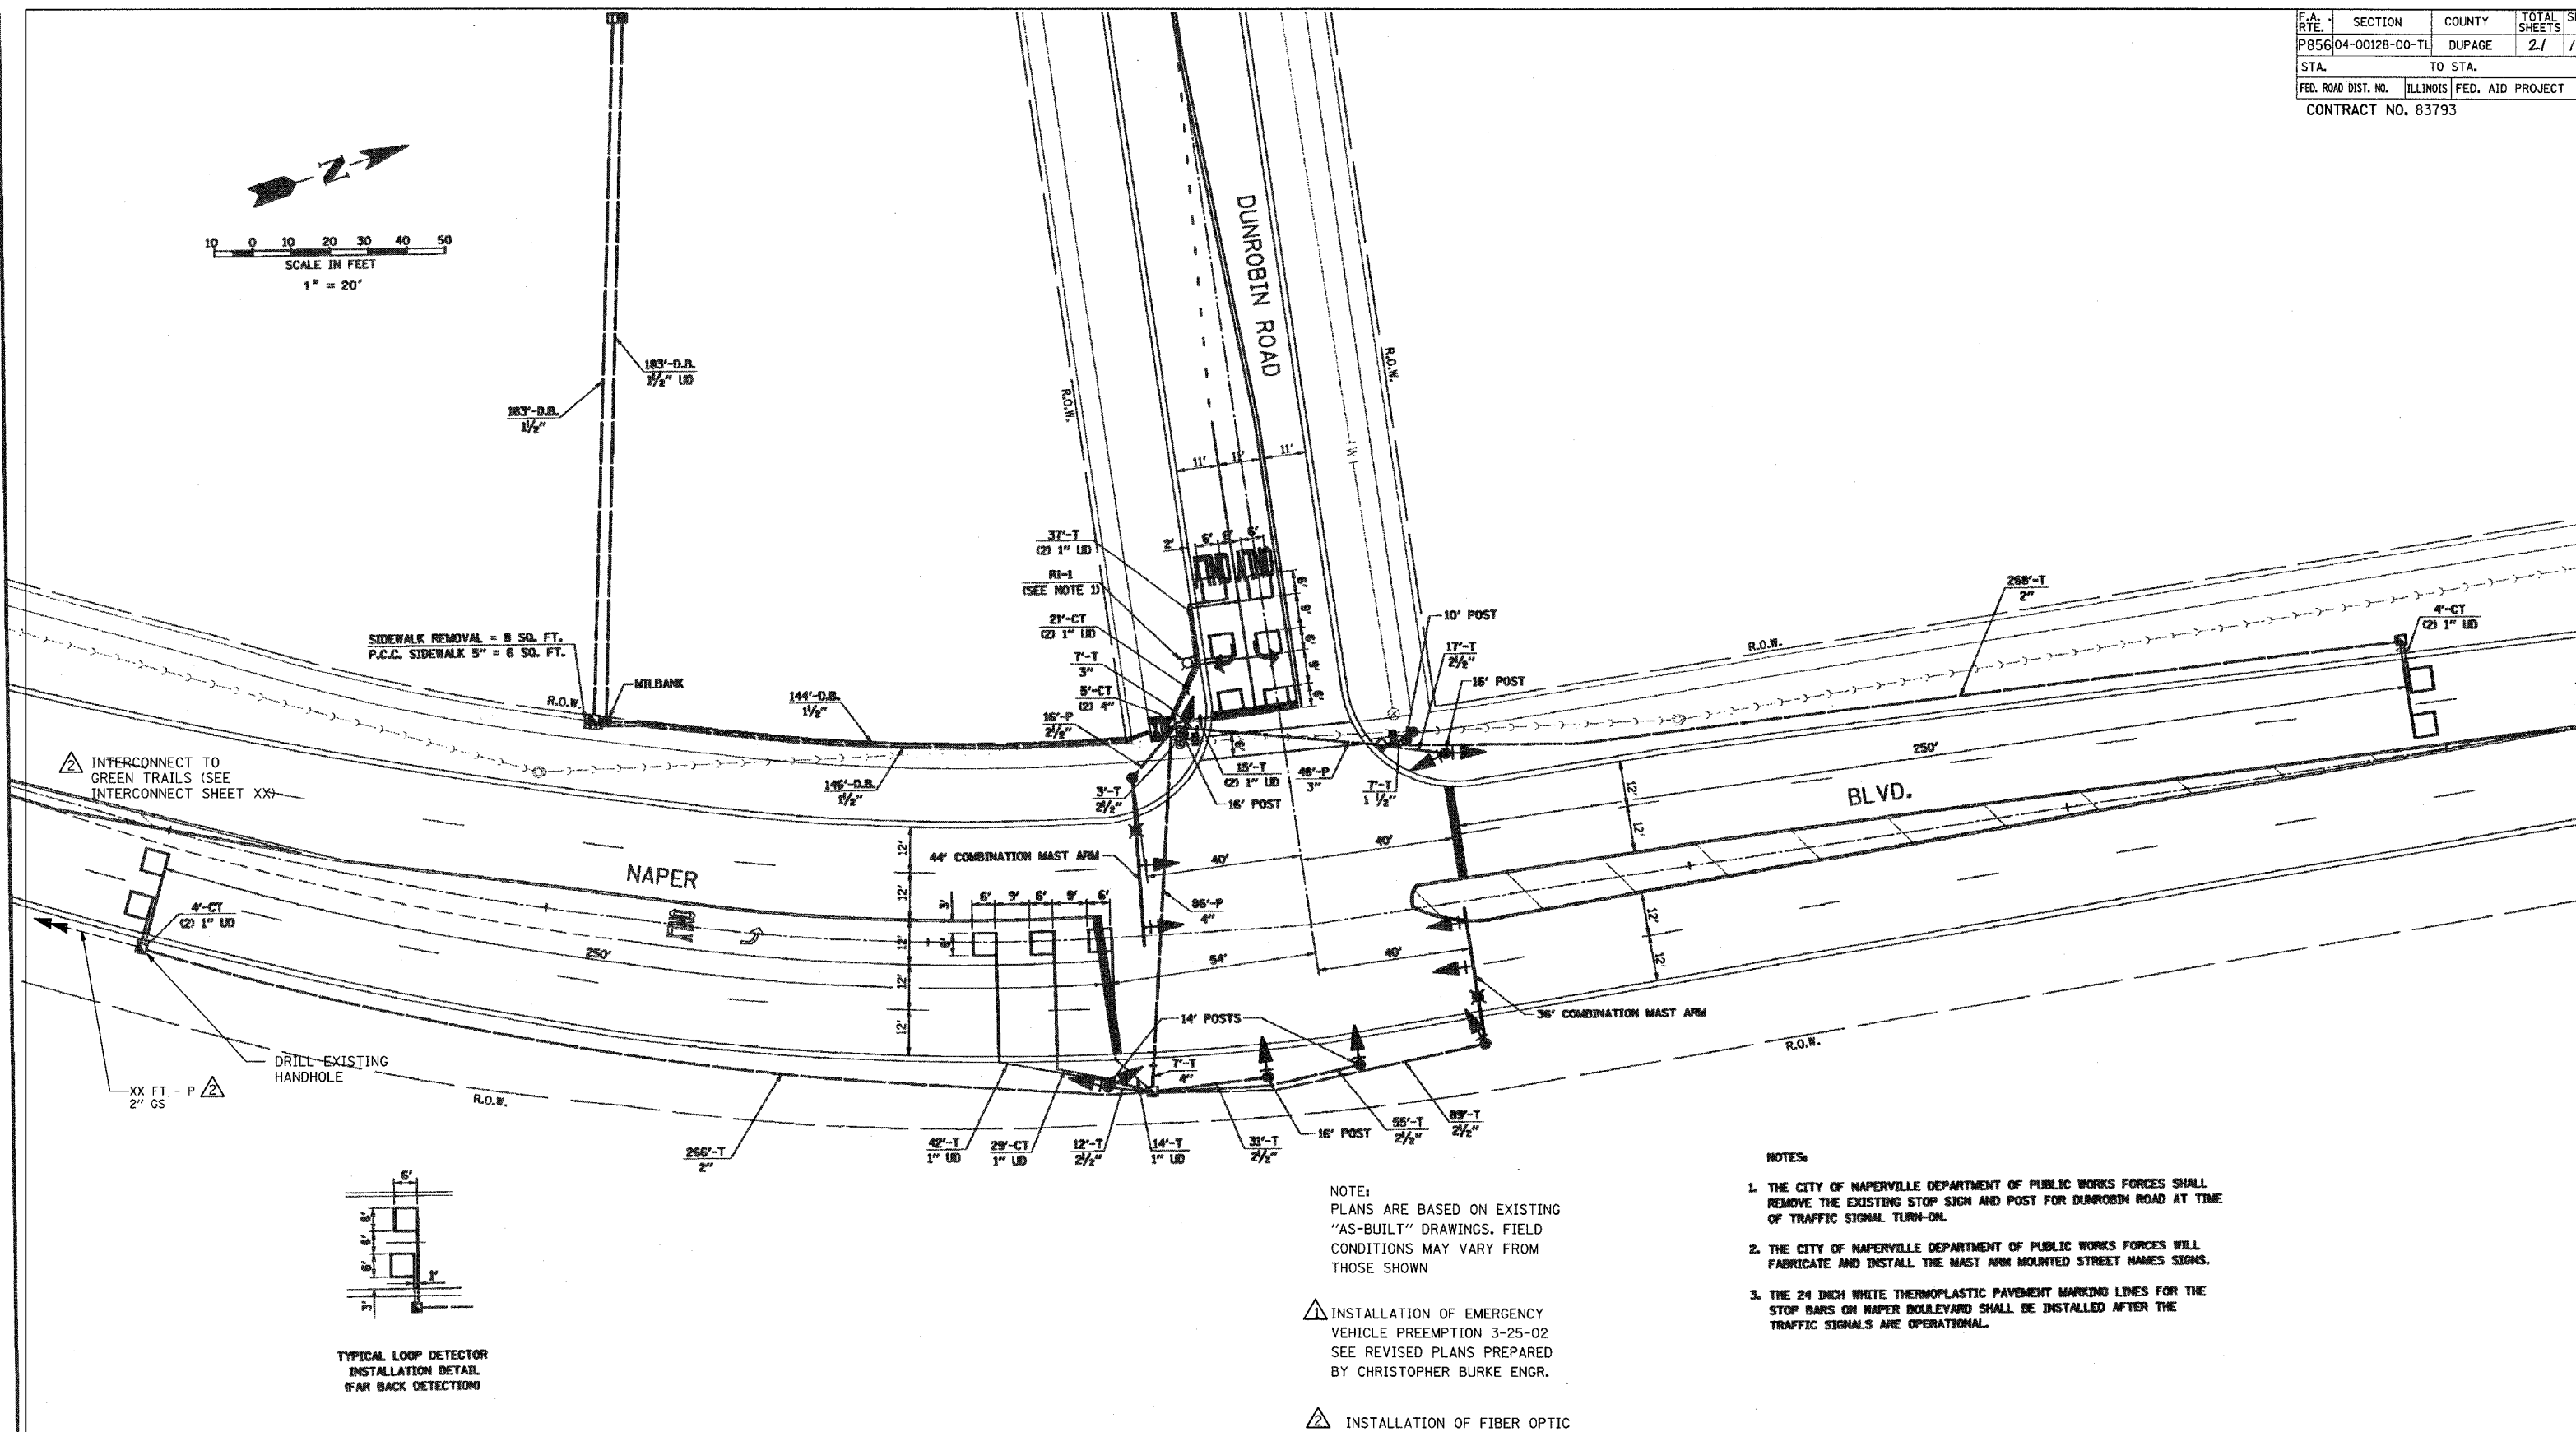 F.A. RTE. SECTION COUNTY TOTAL SHEETS
P856 04-00128-00-TL DUPAGE 21
STA. TO STA.
FED. ROAD DIST. NO. ILLINOIS FED. AID PROJECT
CONTRACT NO. 83793
N
10 0 10 20 30 40 50
SCALE IN FEET
1" = 20'
DUNROBIN ROAD
R.O.W.
R.O.W.
183'-D.B.
1½" UD
183'-D.B.
1½"
11' 11' 11'
37'-T
(2) 1" UD
2' 6' 6' 6'
ONLY ONLY
R1-1
(SEE NOTE 1)
6' 9' 6' 9' 6'
21'-CT
(2) 1" UD
7'-T
3"
5'-CT
(2) 4"
16'-P
2½"
10' POST
17'-T
2½"
16' POST
268'-T
2"
4'-CT
(2) 1" UD
R.O.W.
SIDEWALK REMOVAL = 8 SQ. FT.
P.C.C. SIDEWALK 5" = 6 SQ. FT.
MILBANK
R.O.W.
144'-D.B.
1½"
146'-D.B.
1½"
3'-T
2½"
15'-T
(2) 1" UD
16' POST
48'-P
3"
7'-T
1 ½"
250'
BLVD.
12'
12'
2 INTERCONNECT TO
GREEN TRAILS (SEE
INTERCONNECT SHEET XX)
NAPER
ONLY
44' COMBINATION MAST ARM
40' 40'
12'
12'
12'
12'
12'
6' 9' 6' 9' 6'
3'
6'
86'-P
4"
4'-CT
(2) 1" UD
250'
54' 40'
12'
12'
36' COMBINATION MAST ARM
14' POSTS
DRILL EXISTING
HANDHOLE
XX FT - P 2
2" GS
R.O.W.
R.O.W.
7'-T
4"
266'-T
2"
42'-T
1" UD
29'-CT
1" UD
12'-T
2½"
14'-T
1" UD
31'-T
2½"
16' POST
55'-T
2½"
89'-T
2½"
6'
6'
6'
6'
1'
3'
TYPICAL LOOP DETECTOR
INSTALLATION DETAIL
(FAR BACK DETECTION)
NOTE:
PLANS ARE BASED ON EXISTING
"AS-BUILT" DRAWINGS. FIELD
CONDITIONS MAY VARY FROM
THOSE SHOWN
1 INSTALLATION OF EMERGENCY
VEHICLE PREEMPTION 3-25-02
SEE REVISED PLANS PREPARED
BY CHRISTOPHER BURKE ENGR.
2 INSTALLATION OF FIBER OPTIC
NOTES:
1. THE CITY OF NAPERVILLE DEPARTMENT OF PUBLIC WORKS FORCES SHALL
REMOVE THE EXISTING STOP SIGN AND POST FOR DUNROBIN ROAD AT TIME
OF TRAFFIC SIGNAL TURN-ON.
2. THE CITY OF NAPERVILLE DEPARTMENT OF PUBLIC WORKS FORCES WILL
FABRICATE AND INSTALL THE MAST ARM MOUNTED STREET NAMES SIGNS.
3. THE 24 INCH WHITE THERMOPLASTIC PAVEMENT MARKING LINES FOR THE
STOP BARS ON NAPER BOULEVARD SHALL BE INSTALLED AFTER THE
TRAFFIC SIGNALS ARE OPERATIONAL.